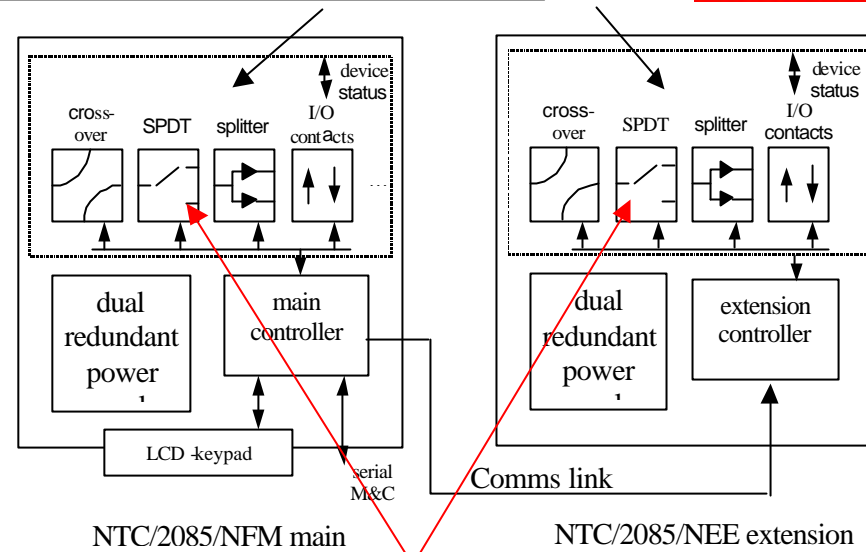 device
status
cross-
over
SPDT
splitter
I/O
contacts
dual
redundant
power
main
controller
LCD -keypad
serial
M&C
NTC/2085/NFM main
Comms link
device
status
cross-
over
SPDT
splitter
I/O
contacts
dual
redundant
power
extension
controller
NTC/2085/NEE extension